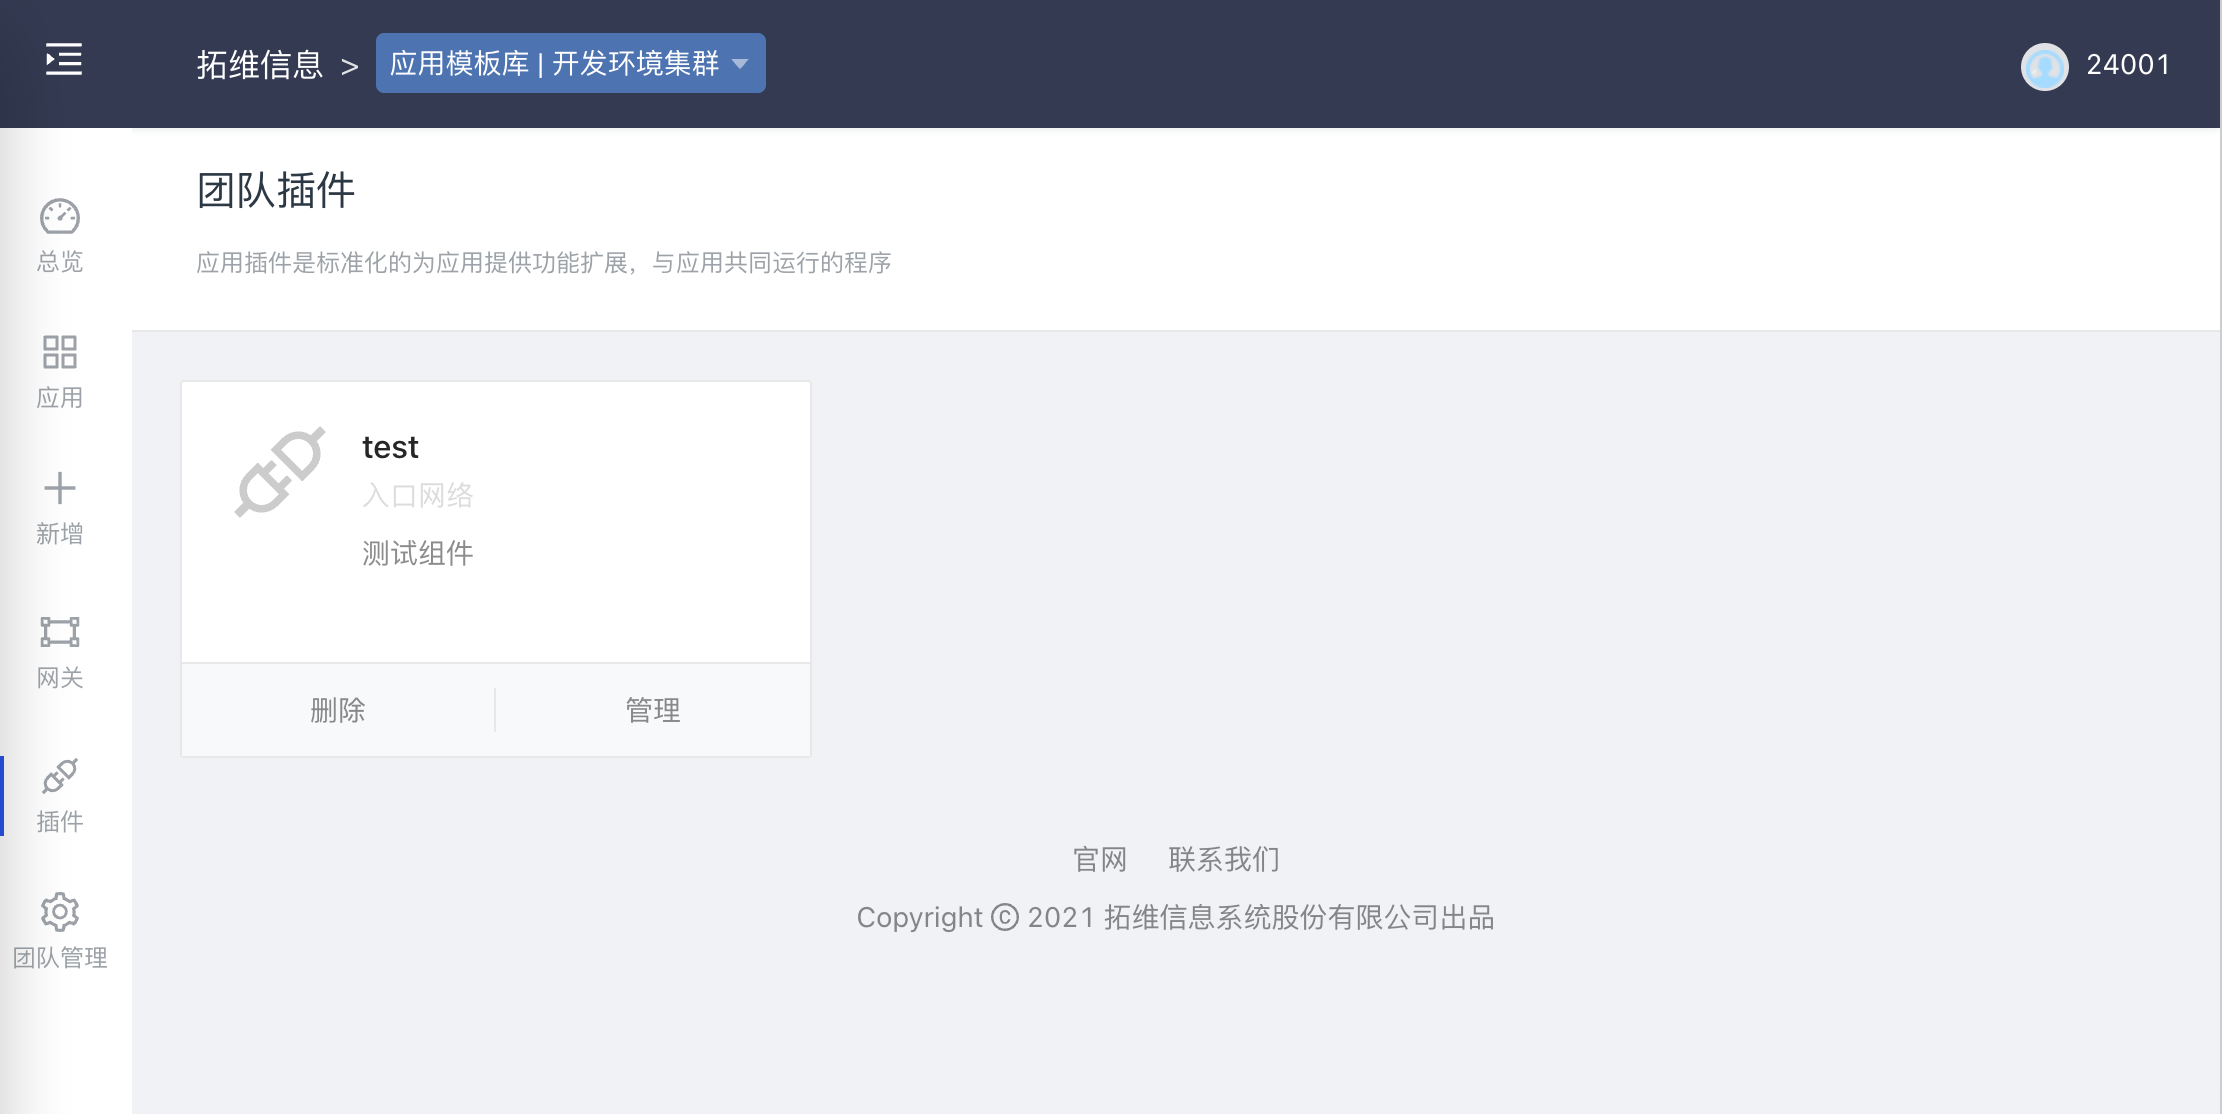 拓维信息 > 应用模板库 | 开发环境集群
24001
总览
应用
新增
网关
插件
团队管理
团队插件
应用插件是标准化的为应用提供功能扩展，与应用共同运行的程序
test
入口网络
测试组件
删除 管理
官网 联系我们
Copyright © 2021 拓维信息系统股份有限公司出品